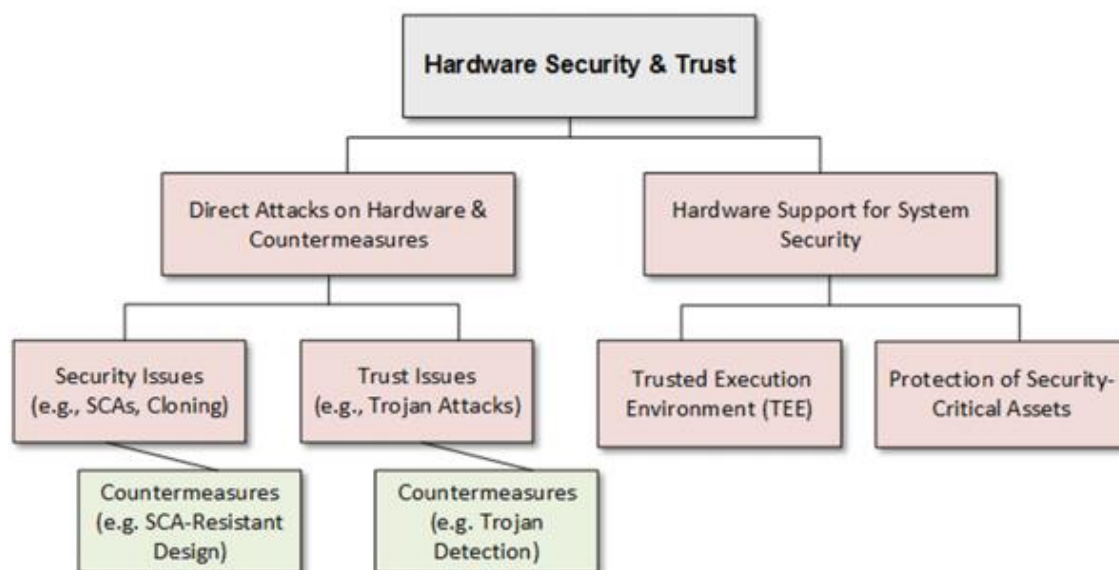 Hardware Security & Trust
Direct Attacks on Hardware &
Countermeasures
Hardware Support for System
Security
Security Issues
(e.g., SCAs, Cloning)
Trust Issues
(e.g., Trojan Attacks)
Trusted Execution
Environment (TEE)
Protection of Security-
Critical Assets
Countermeasures
(e.g. SCA-Resistant
Design)
Countermeasures
(e.g. Trojan
Detection)